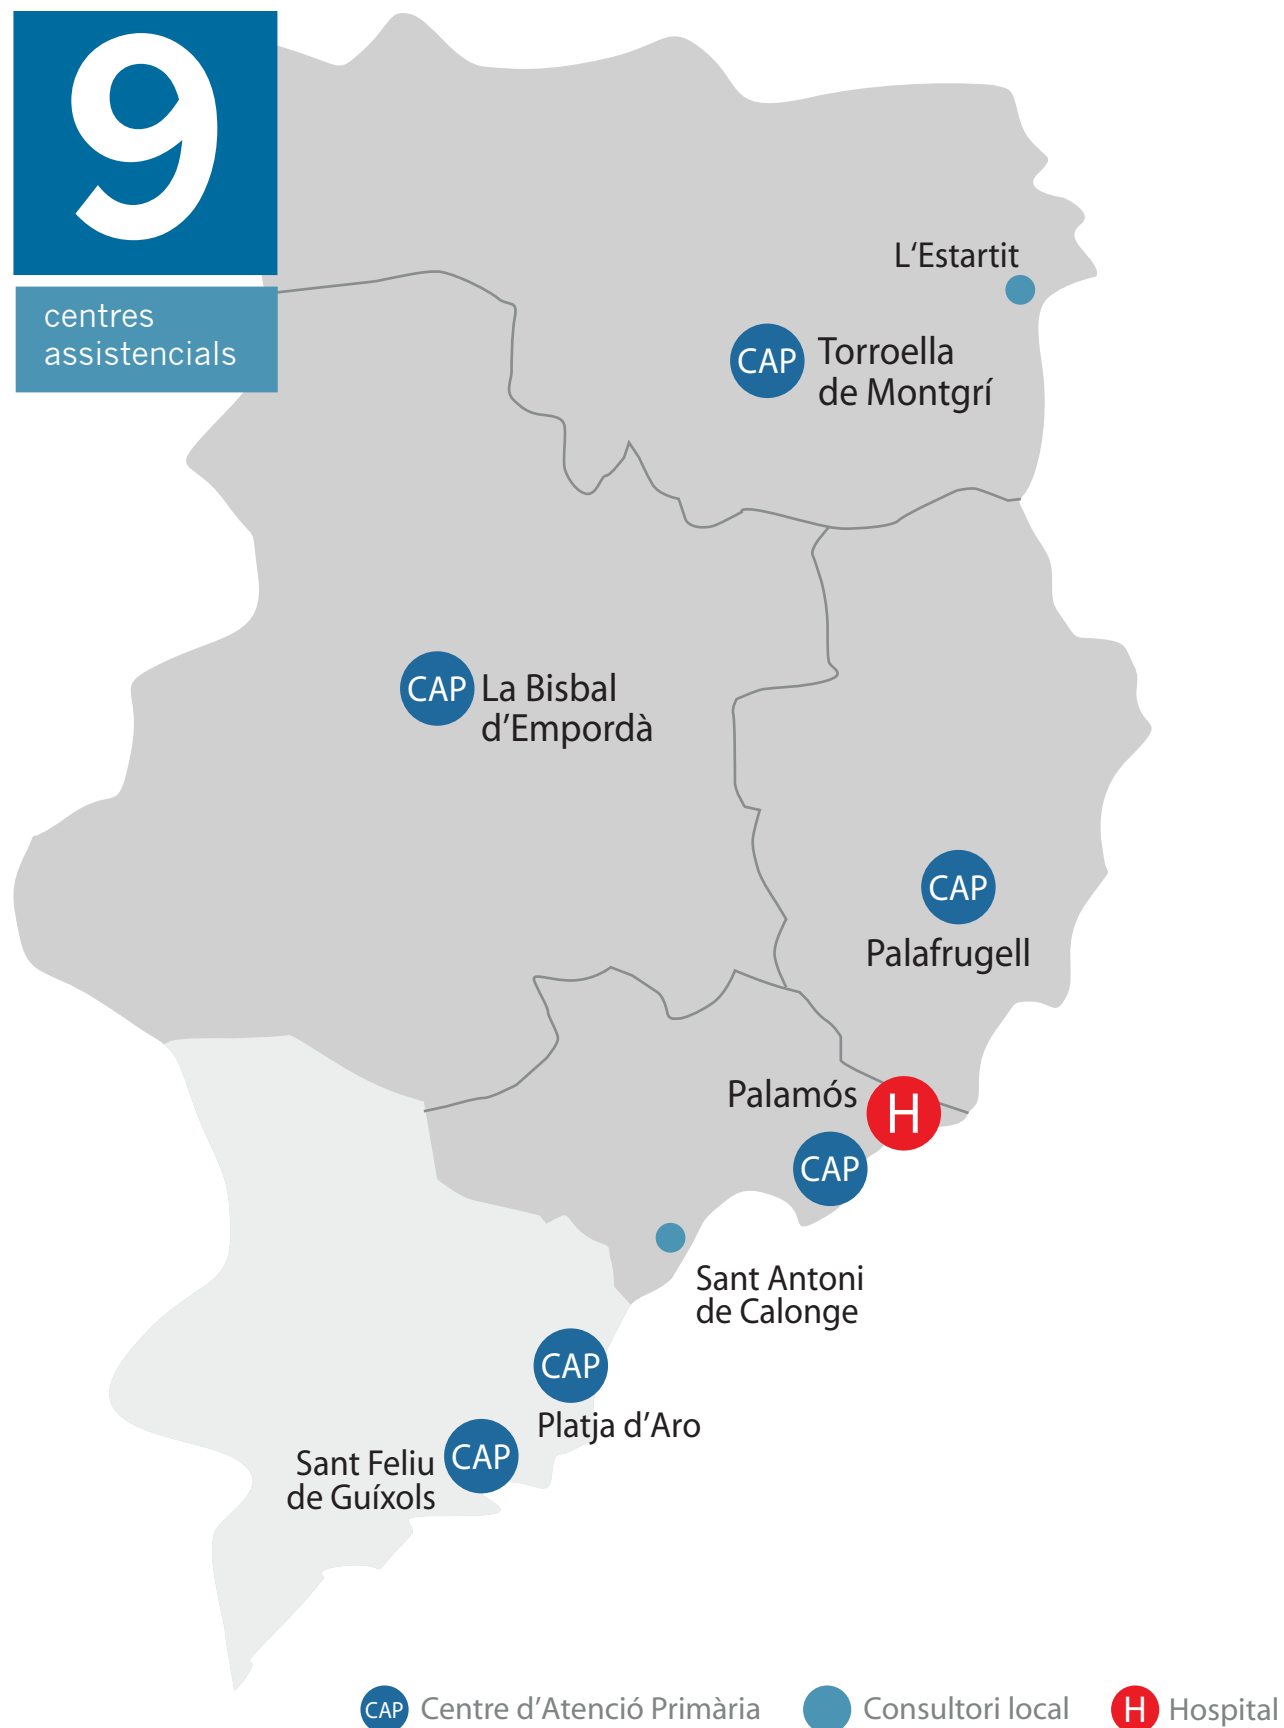 9
centres
assistencials
L‘Estartit
CAP
Torroella
de Montgrí
CAP
La Bisbal
d’Empordà
CAP
Palafrugell
Palamós
H
CAP
Sant Antoni
de Calonge
CAP
Platja d’Aro
Sant Feliu
de Guíxols
CAP
CAP Centre d’Atenció Primària
Consultori local
H Hospital